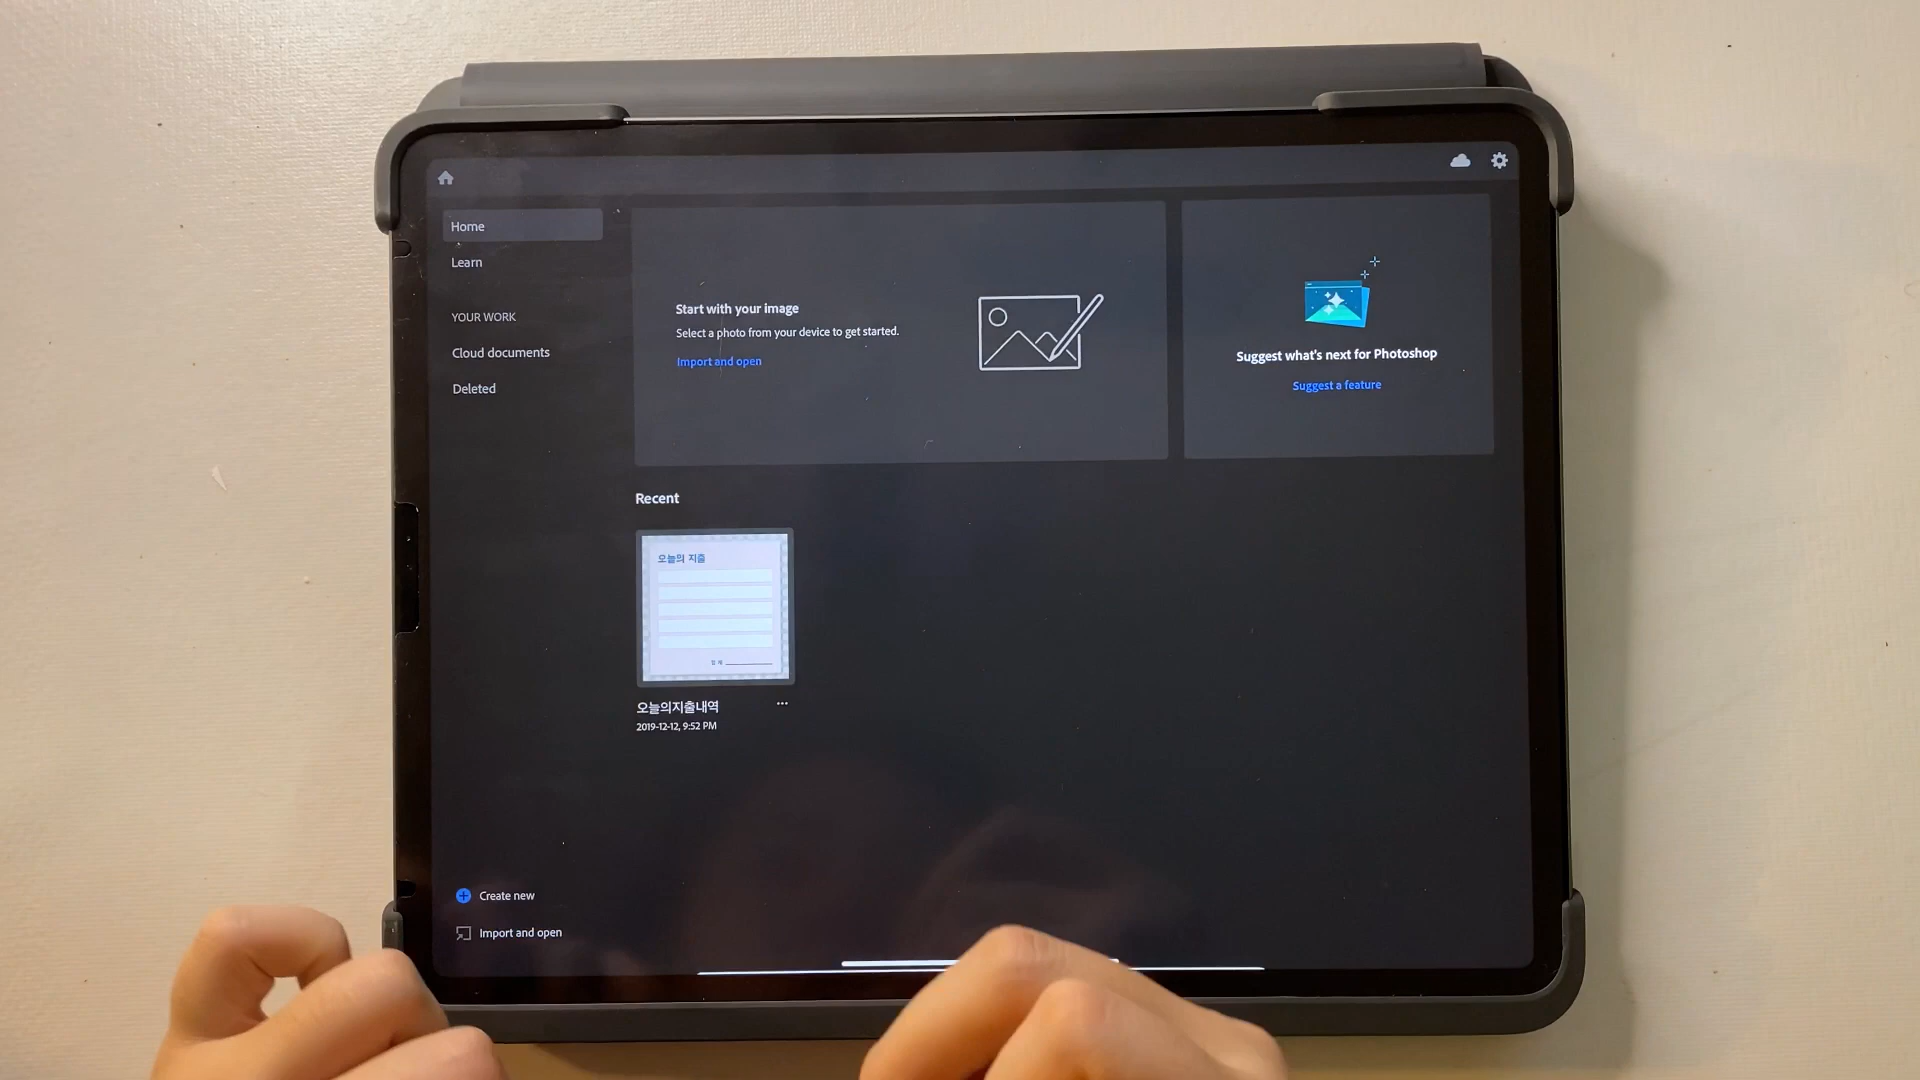 Home
Learn
YOUR WORK
Cloud documents
Deleted
Start with your image
Select a photo from your device to get started.
Import and open
Suggest what's next for Photoshop
Suggest a feature
Recent
오늘의 지출
오늘의지출내역
2019-12-12, 9:52 PM
Create new
Import and open